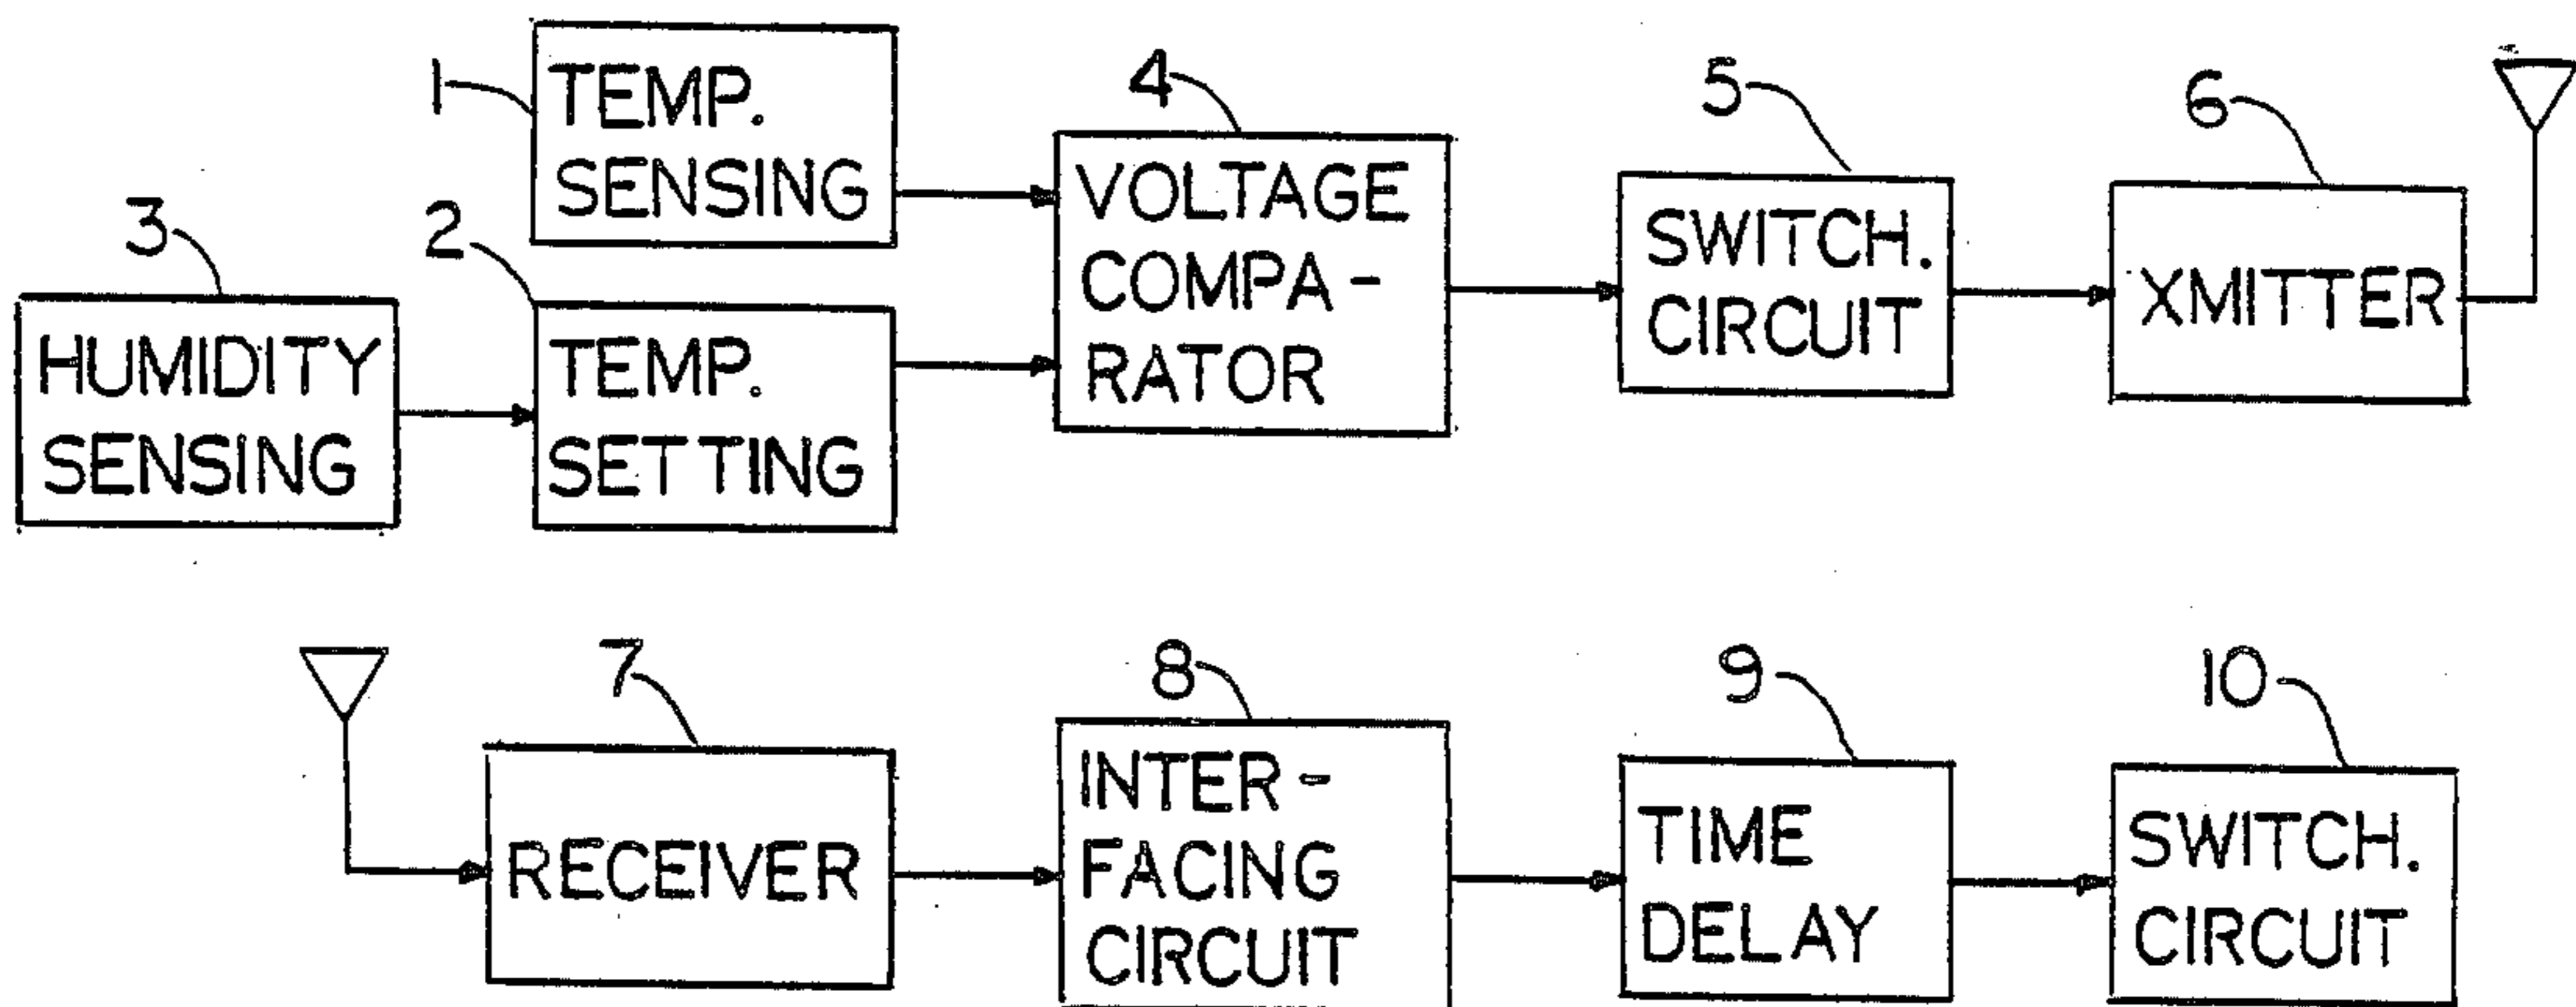 1
TEMP.
SENSING
2
TEMP.
SETTING
3
HUMIDITY
SENSING
4
VOLTAGE
COMPA-
RATOR
5
SWITCH.
CIRCUIT
6
XMITTER
7
RECEIVER
8
INTER-
FACING
CIRCUIT
9
TIME
DELAY
10
SWITCH.
CIRCUIT